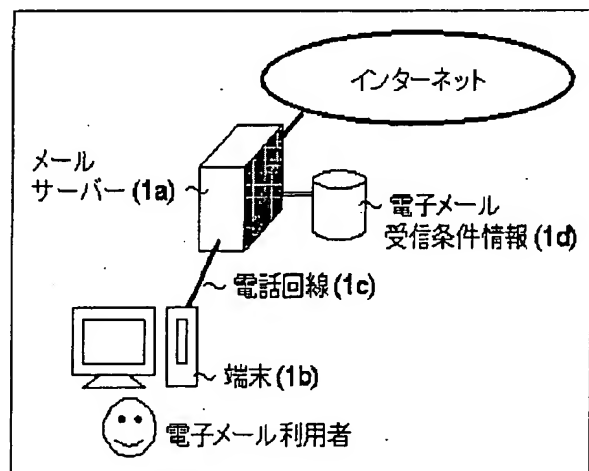 インターネット
メール
サーバー(1a)
電子メール
受信条件情報(1d)
電話回線(1c)
端末(1b)
電子メール利用者